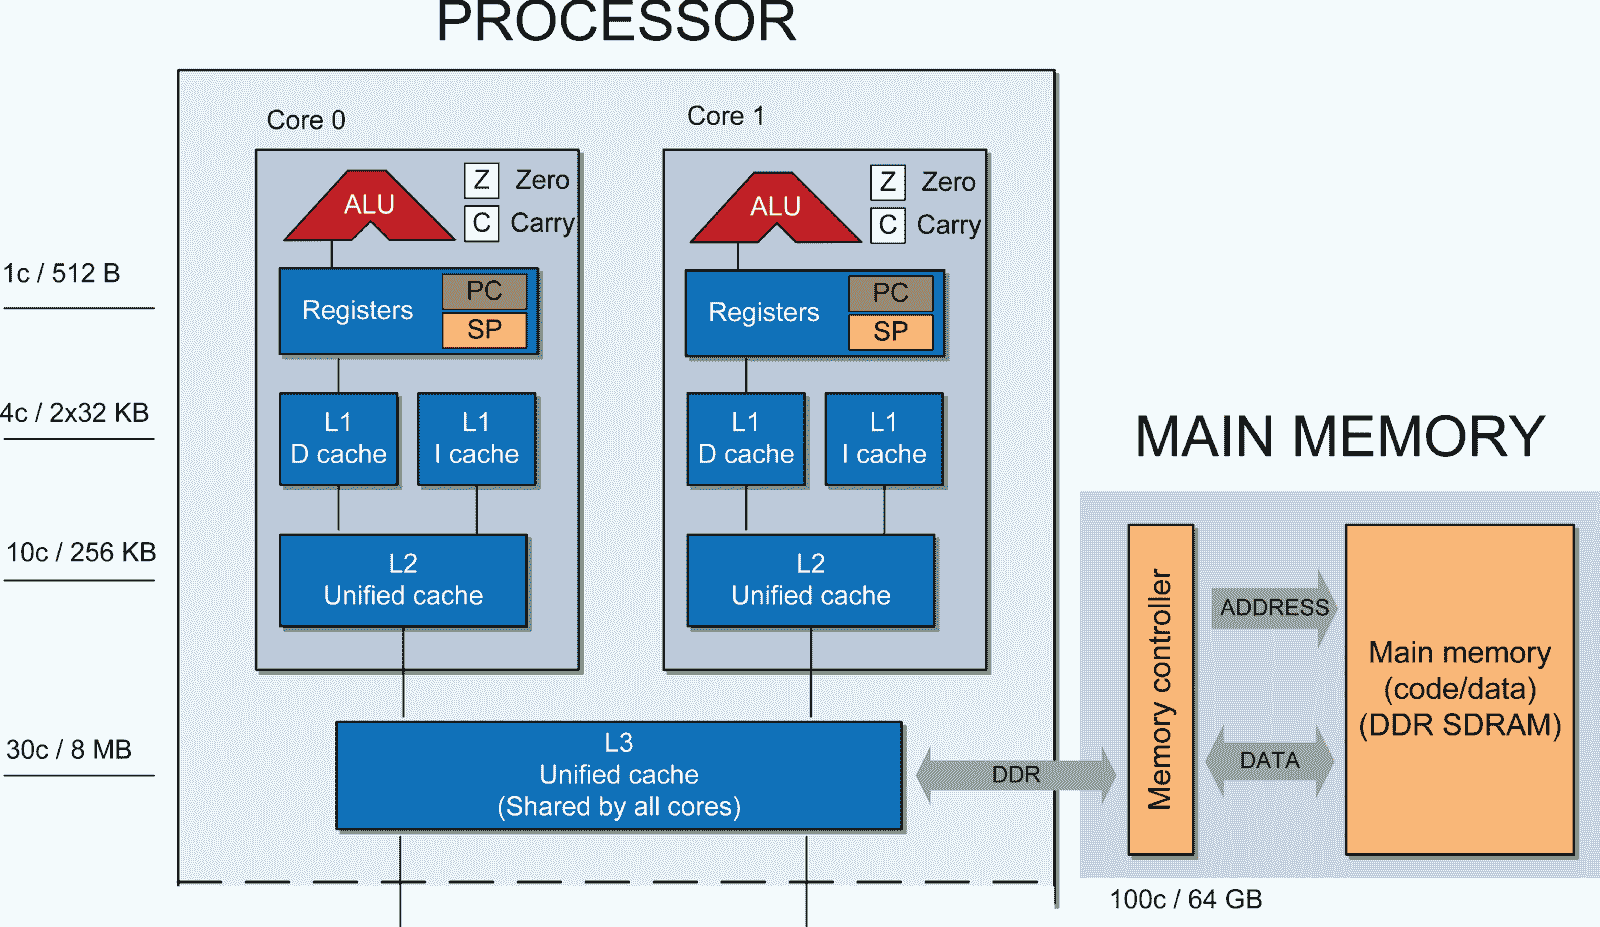 PROCESSOR
Core 0
Core 1
ALU
Z Zero
C Carry
ALU
Z Zero
C Carry
1c / 512 B
Registers
PC
SP
Registers
PC
SP
4c / 2x32 KB
L1
D cache
L1
I cache
L1
D cache
L1
I cache
MAIN MEMORY
10c / 256 KB
L2
Unified cache
L2
Unified cache
30c / 8 MB
L3
Unified cache
(Shared by all cores)
DDR
Memory controller
ADDRESS
DATA
Main memory
(code/data)
(DDR SDRAM)
100c / 64 GB